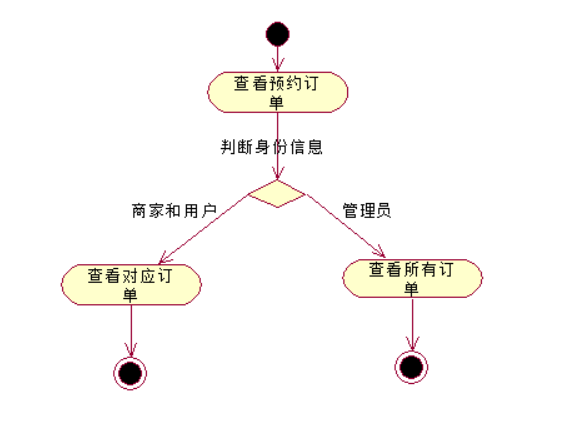 查看预约订
单
判断身份信息
商家和用户
管理员
查看对应订
单
查看所有订
单